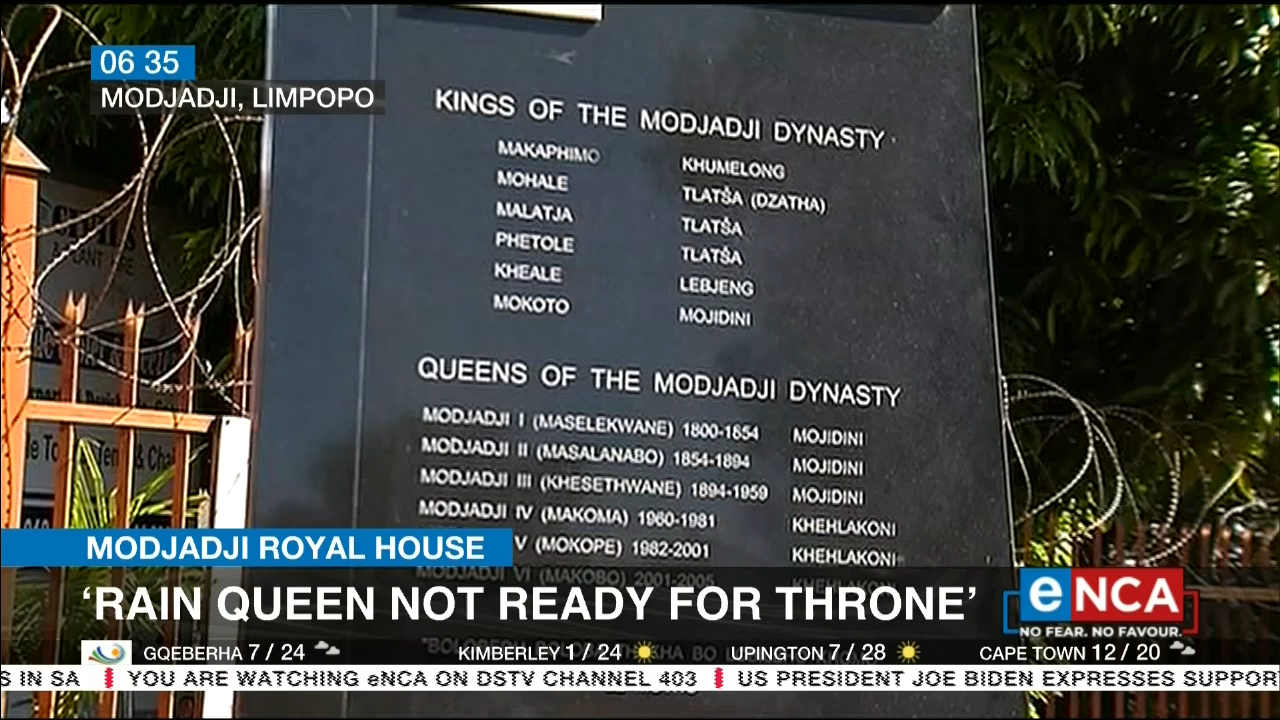 06 35
MODJADJI, LIMPOPO
KINGS OF THE MODJADJI DYNASTY
MAKAPHIMO KHUMELONG
MOHALE TLATŠA (DZATHA)
MALATJA TLATŠA
PHETOLE TLATŠA
KHEALE LEBJENG
MOKOTO MOJIDINI
QUEENS OF THE MODJADJI DYNASTY
MODJADJI I (MASELEKWANE) 1800-1854 MOJIDINI
MODJADJI II (MASALANABO) 1854-1894 MOJIDINI
MODJADJI III (KHESETHWANE) 1894-1959 MOJIDINI
MODJADJI IV (MAKOMA) 1960-1981 KHEHLAKONI
V (MOKOPE) 1982-2001 KHEHLAKONI
MODJADJI VI (MAKOBO) 2001-2005 KHEHLAKONI
MODJADJI ROYAL HOUSE
‘RAIN QUEEN NOT READY FOR THRONE’
eNCA
NO FEAR. NO FAVOUR.
GQEBERHA 7 / 24 KIMBERLEY 1 / 24 UPINGTON 7 / 28 CAPE TOWN 12 / 20
S IN SA YOU ARE WATCHING eNCA ON DSTV CHANNEL 403 US PRESIDENT JOE BIDEN EXPRESSES SUPPOR